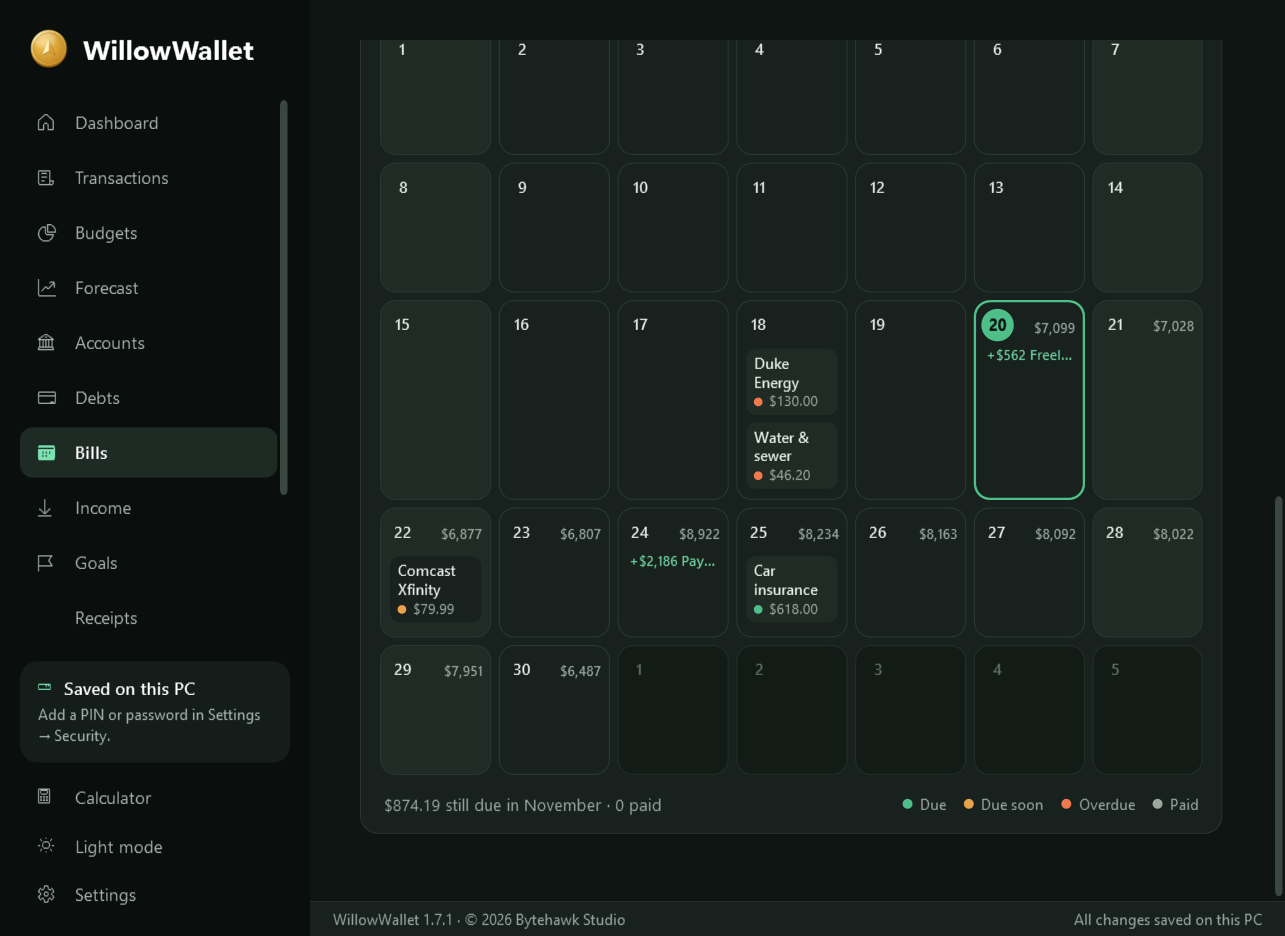 WillowWallet
Dashboard
Transactions
Budgets
Forecast
Accounts
Debts
Bills
Income
Goals
Receipts
Saved on this PC
Add a PIN or password in Settings
→ Security.
Calculator
Light mode
Settings
1 2 3 4 5 6 7
8 9 10 11 12 13 14
15 16 17 18 19 20 $7,099 21 $7,028
+$562 Freel...
Duke
Energy
$130.00
Water &
sewer
$46.20
22 $6,877 23 $6,807 24 $8,922 25 $8,234 26 $8,163 27 $8,092 28 $8,022
+$2,186 Pay...
Comcast
Xfinity
$79.99
Car
insurance
$618.00
29 $7,951 30 $6,487 1 2 3 4 5
$874.19 still due in November · 0 paid
Due Due soon Overdue Paid
WillowWallet 1.7.1 · © 2026 Bytehawk Studio
All changes saved on this PC